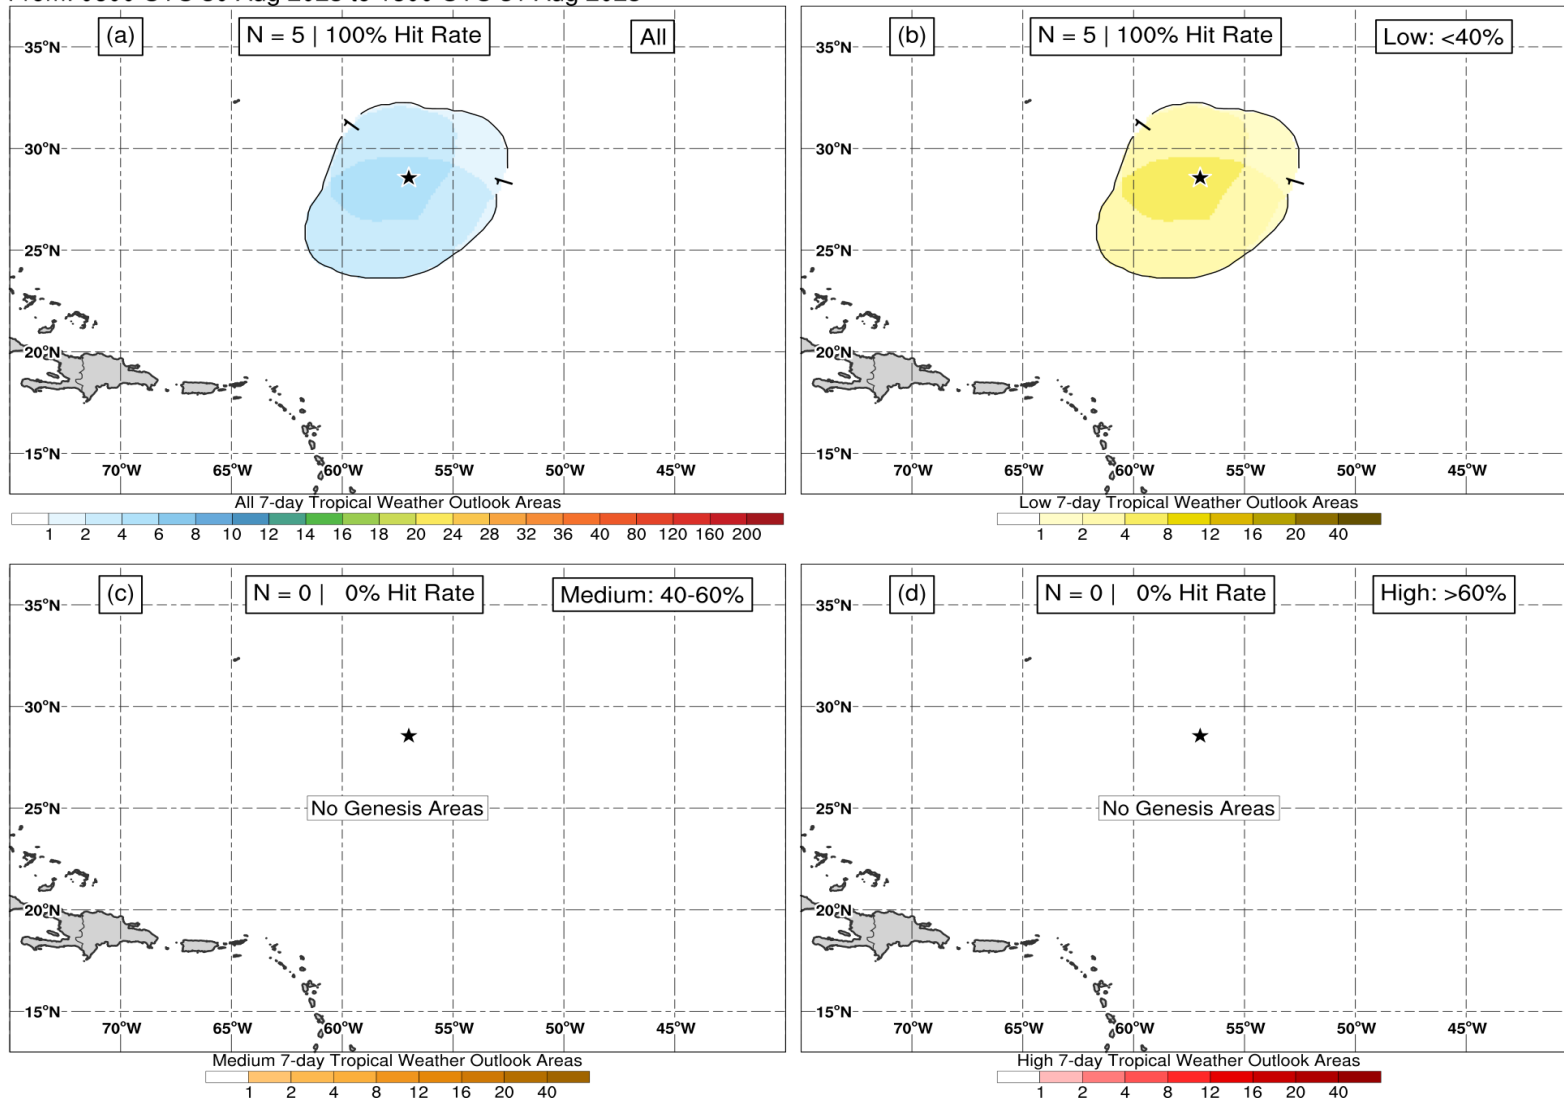 (a) N = 5 | 100% Hit Rate All
35°N
30°N
25°N
20°N
15°N
70°W 65°W 60°W 55°W 50°W 45°W
1
1
All 7-day Tropical Weather Outlook Areas
1 2 4 6 8 10 12 14 16 18 20 24 28 32 36 40 80 120 160 200
(b) N = 5 | 100% Hit Rate Low: <40%
35°N
30°N
25°N
20°N
15°N
70°W 65°W 60°W 55°W 50°W 45°W
1
1
Low 7-day Tropical Weather Outlook Areas
1 2 4 8 12 16 20 40
(c) N = 0 | 0% Hit Rate Medium: 40-60%
35°N
30°N
No Genesis Areas
25°N
20°N
15°N
70°W 65°W 60°W 55°W 50°W 45°W
Medium 7-day Tropical Weather Outlook Areas
1 2 4 8 12 16 20 40
(d) N = 0 | 0% Hit Rate High: >60%
35°N
30°N
No Genesis Areas
25°N
20°N
15°N
70°W 65°W 60°W 55°W 50°W 45°W
High 7-day Tropical Weather Outlook Areas
1 2 4 8 12 16 20 40